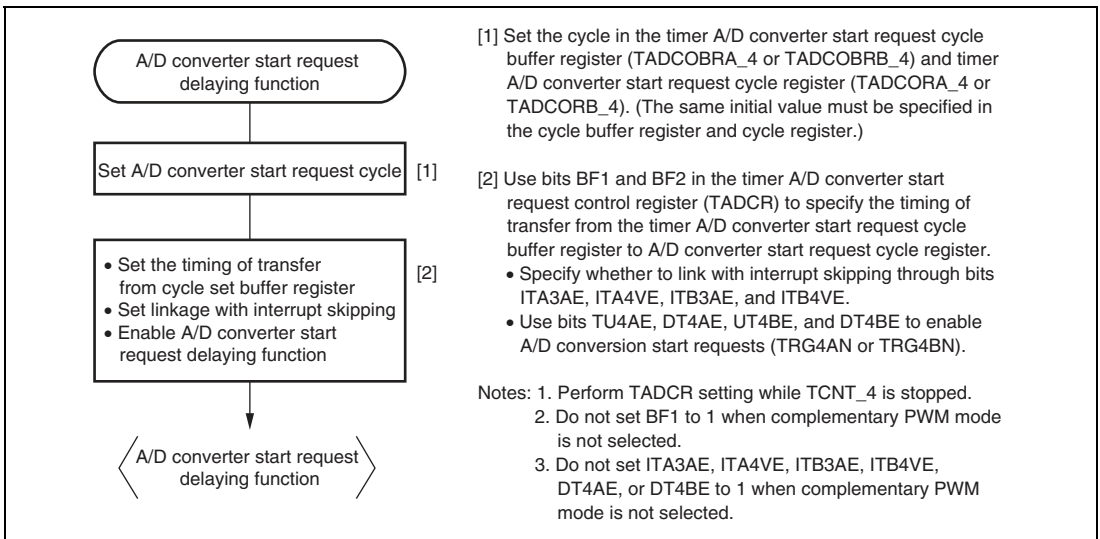 A/D converter start request
delaying function
Set A/D converter start request cycle
[1]
• Set the timing of transfer
from cycle set buffer register
• Set linkage with interrupt skipping
• Enable A/D converter start
request delaying function
[2]
A/D converter start request
delaying function
[1] Set the cycle in the timer A/D converter start request cycle
buffer register (TADCOBRA_4 or TADCOBRB_4) and timer
A/D converter start request cycle register (TADCORA_4 or
TADCORB_4). (The same initial value must be specified in
the cycle buffer register and cycle register.)
[2] Use bits BF1 and BF2 in the timer A/D converter start
request control register (TADCR) to specify the timing of
transfer from the timer A/D converter start request cycle
buffer register to A/D converter start request cycle register.
• Specify whether to link with interrupt skipping through bits
ITA3AE, ITA4VE, ITB3AE, and ITB4VE.
• Use bits TU4AE, DT4AE, UT4BE, and DT4BE to enable
A/D conversion start requests (TRG4AN or TRG4BN).
Notes: 1. Perform TADCR setting while TCNT_4 is stopped.
2. Do not set BF1 to 1 when complementary PWM mode
is not selected.
3. Do not set ITA3AE, ITA4VE, ITB3AE, ITB4VE,
DT4AE, or DT4BE to 1 when complementary PWM
mode is not selected.